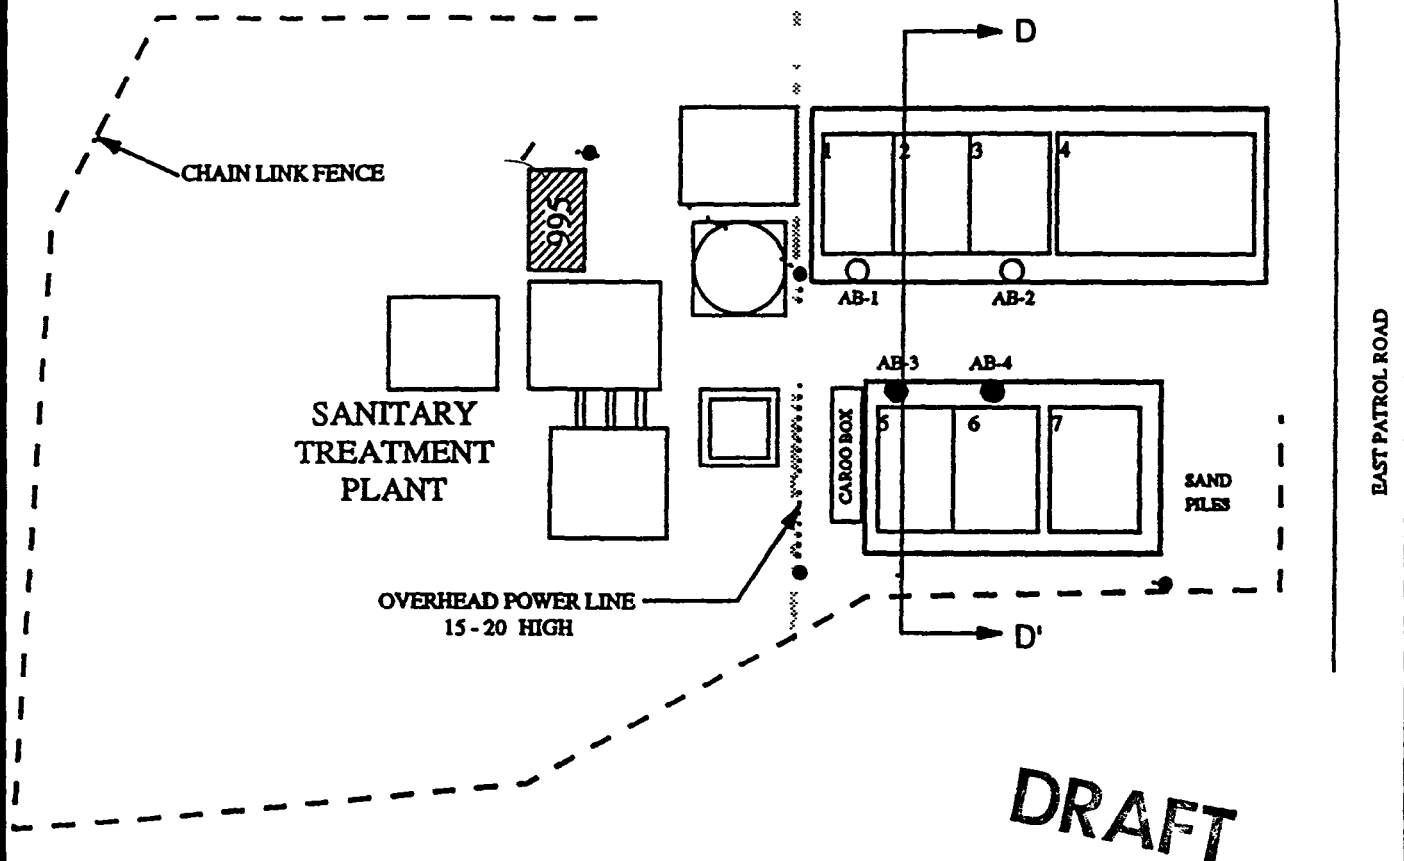 D
1
2
3
4
CHAIN LINK FENCE
995
AB-1
AB-2
AB-3
AB-4
SANITARY
TREATMENT
PLANT
CARGO BOX
5
6
7
SAND
PILES
EAST PATROL ROAD
OVERHEAD POWER LINE
15 - 20 HIGH
D'
DRAFT